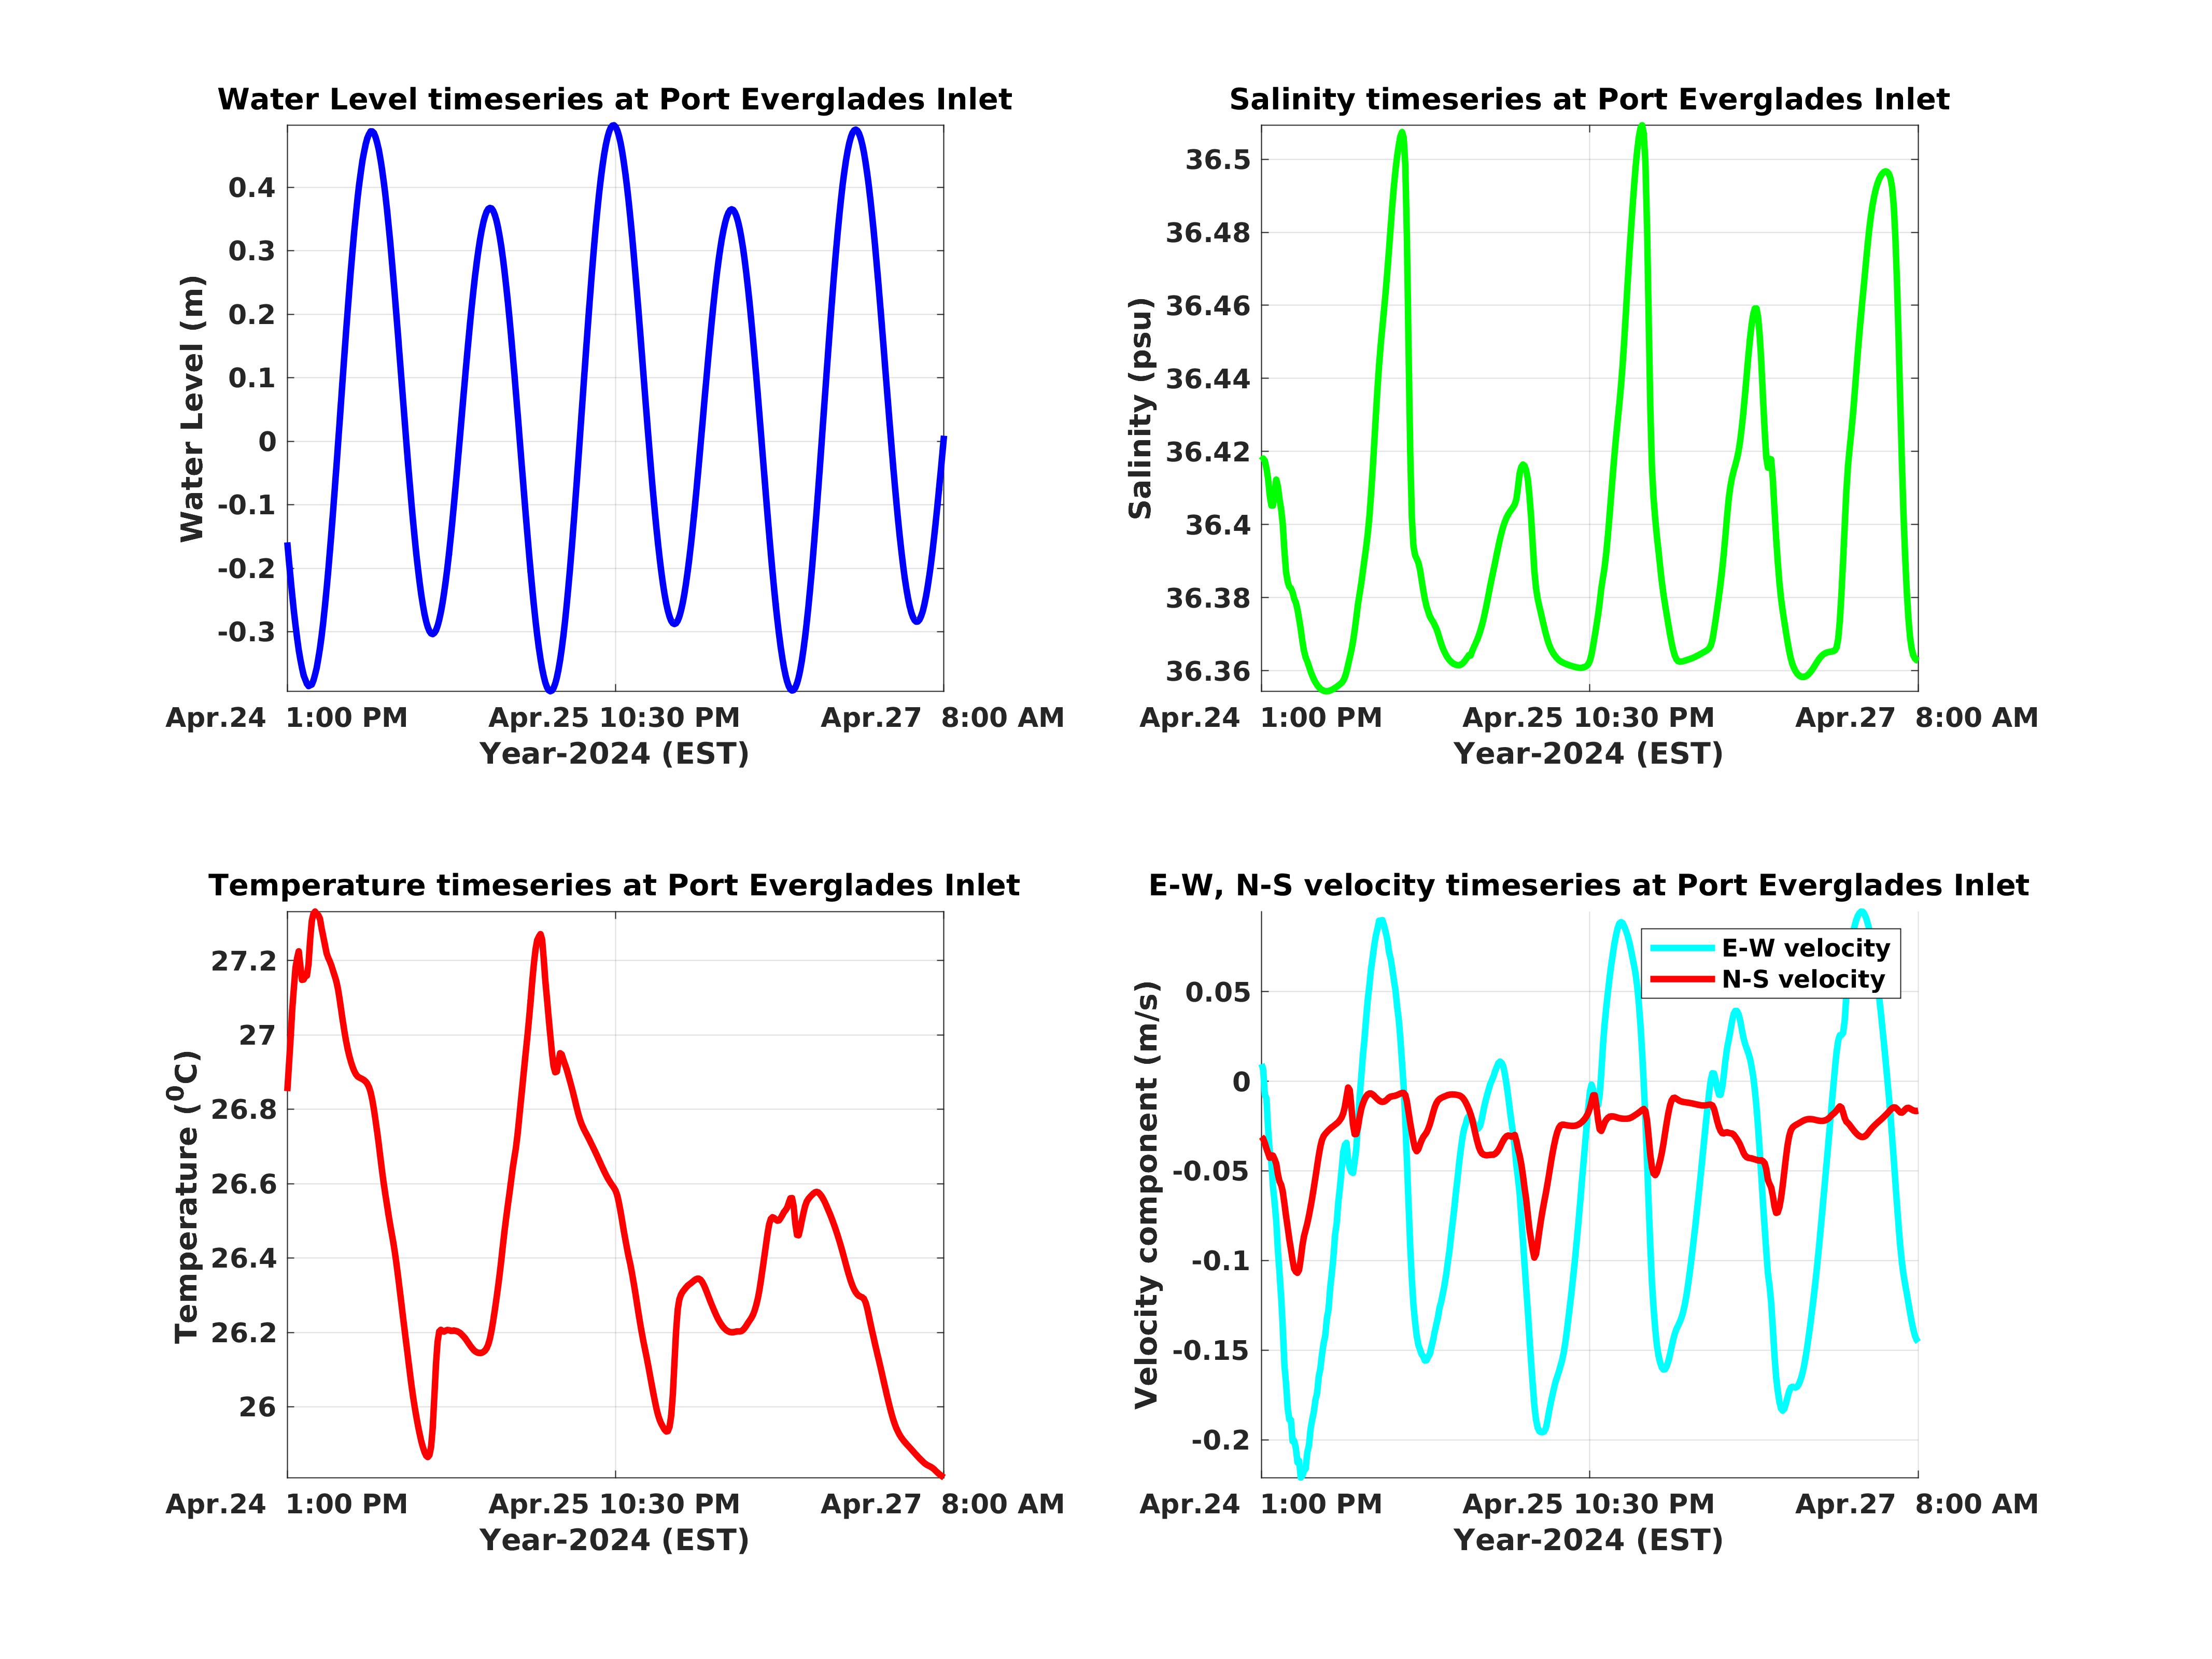 Water Level timeseries at Port Everglades Inlet
Water Level (m)
0.4
0.3
0.2
0.1
0
-0.1
-0.2
-0.3
Apr.24 1:00 PM
Apr.25 10:30 PM
Apr.27 8:00 AM
Year-2024 (EST)
Salinity timeseries at Port Everglades Inlet
Salinity (psu)
36.5
36.48
36.46
36.44
36.42
36.4
36.38
36.36
Apr.24 1:00 PM
Apr.25 10:30 PM
Apr.27 8:00 AM
Year-2024 (EST)
Temperature timeseries at Port Everglades Inlet
Temperature (⁰C)
27.2
27
26.8
26.6
26.4
26.2
26
Apr.24 1:00 PM
Apr.25 10:30 PM
Apr.27 8:00 AM
Year-2024 (EST)
E-W, N-S velocity timeseries at Port Everglades Inlet
Velocity component (m/s)
0.05
0
-0.05
-0.1
-0.15
-0.2
E-W velocity
N-S velocity
Apr.24 1:00 PM
Apr.25 10:30 PM
Apr.27 8:00 AM
Year-2024 (EST)